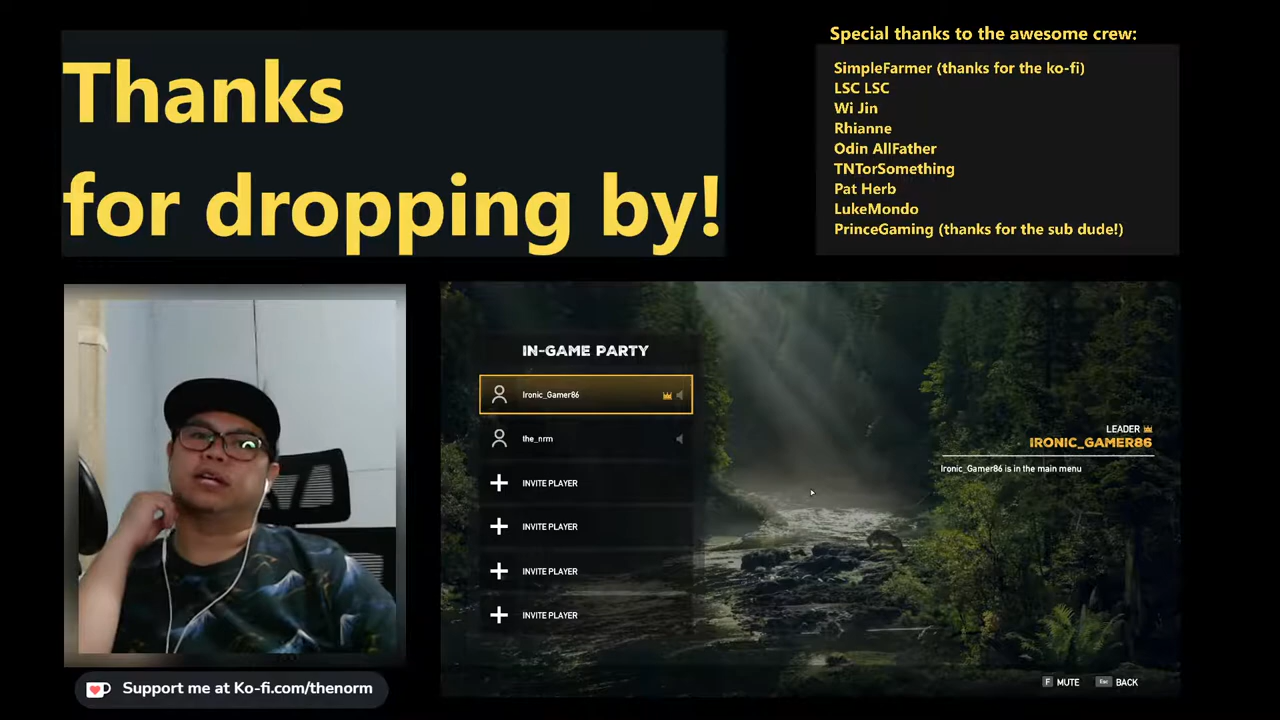 Thanks
for dropping by!
Special thanks to the awesome crew:
SimpleFarmer (thanks for the ko-fi)
LSC LSC
Wi Jin
Rhianne
Odin AllFather
TNTorSomething
Pat Herb
LukeMondo
PrinceGaming (thanks for the sub dude!)
IN-GAME PARTY
Ironic_Gamer86
the_nrm
INVITE PLAYER
INVITE PLAYER
INVITE PLAYER
INVITE PLAYER
LEADER
IRONIC_GAMER86
Ironic_Gamer86 is in the main menu
F MUTE Esc BACK
Support me at Ko-fi.com/thenorm